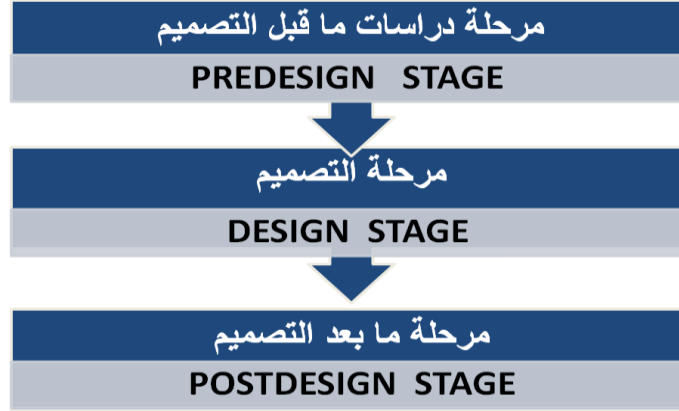 مرحلة دراسات ما قبل التصميم
PREDESIGN STAGE
مرحلة التصميم
DESIGN STAGE
مرحلة ما بعد التصميم
POSTDESIGN STAGE